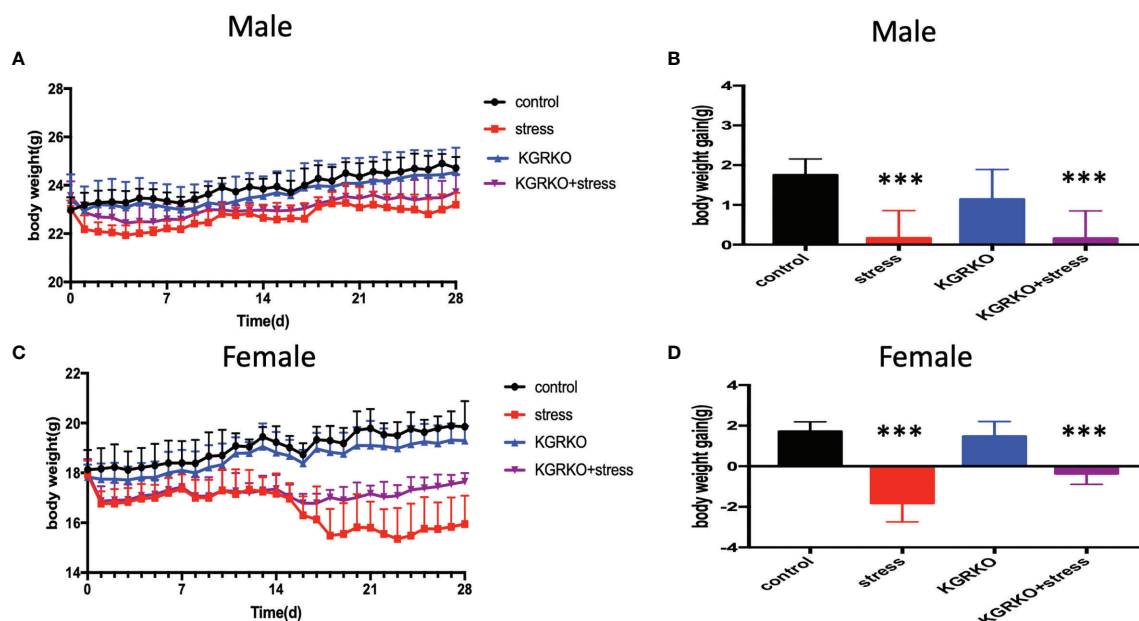 Male
A
body weight(g)
28
26
24
22
20
0
7
14
21
28
Time(d)
control
stress
KGRKO
KGRKO+stress
Male
B
body weight gain(g)
4
3
2
1
0
***
***
control
stress
KGRKO
KGRKO+stress
Female
C
body weight(g)
22
20
18
16
14
0
7
14
21
28
Time(d)
control
stress
KGRKO
KGRKO+stress
Female
D
body weight gain(g)
4
2
0
-2
-4
***
***
control
stress
KGRKO
KGRKO+stress